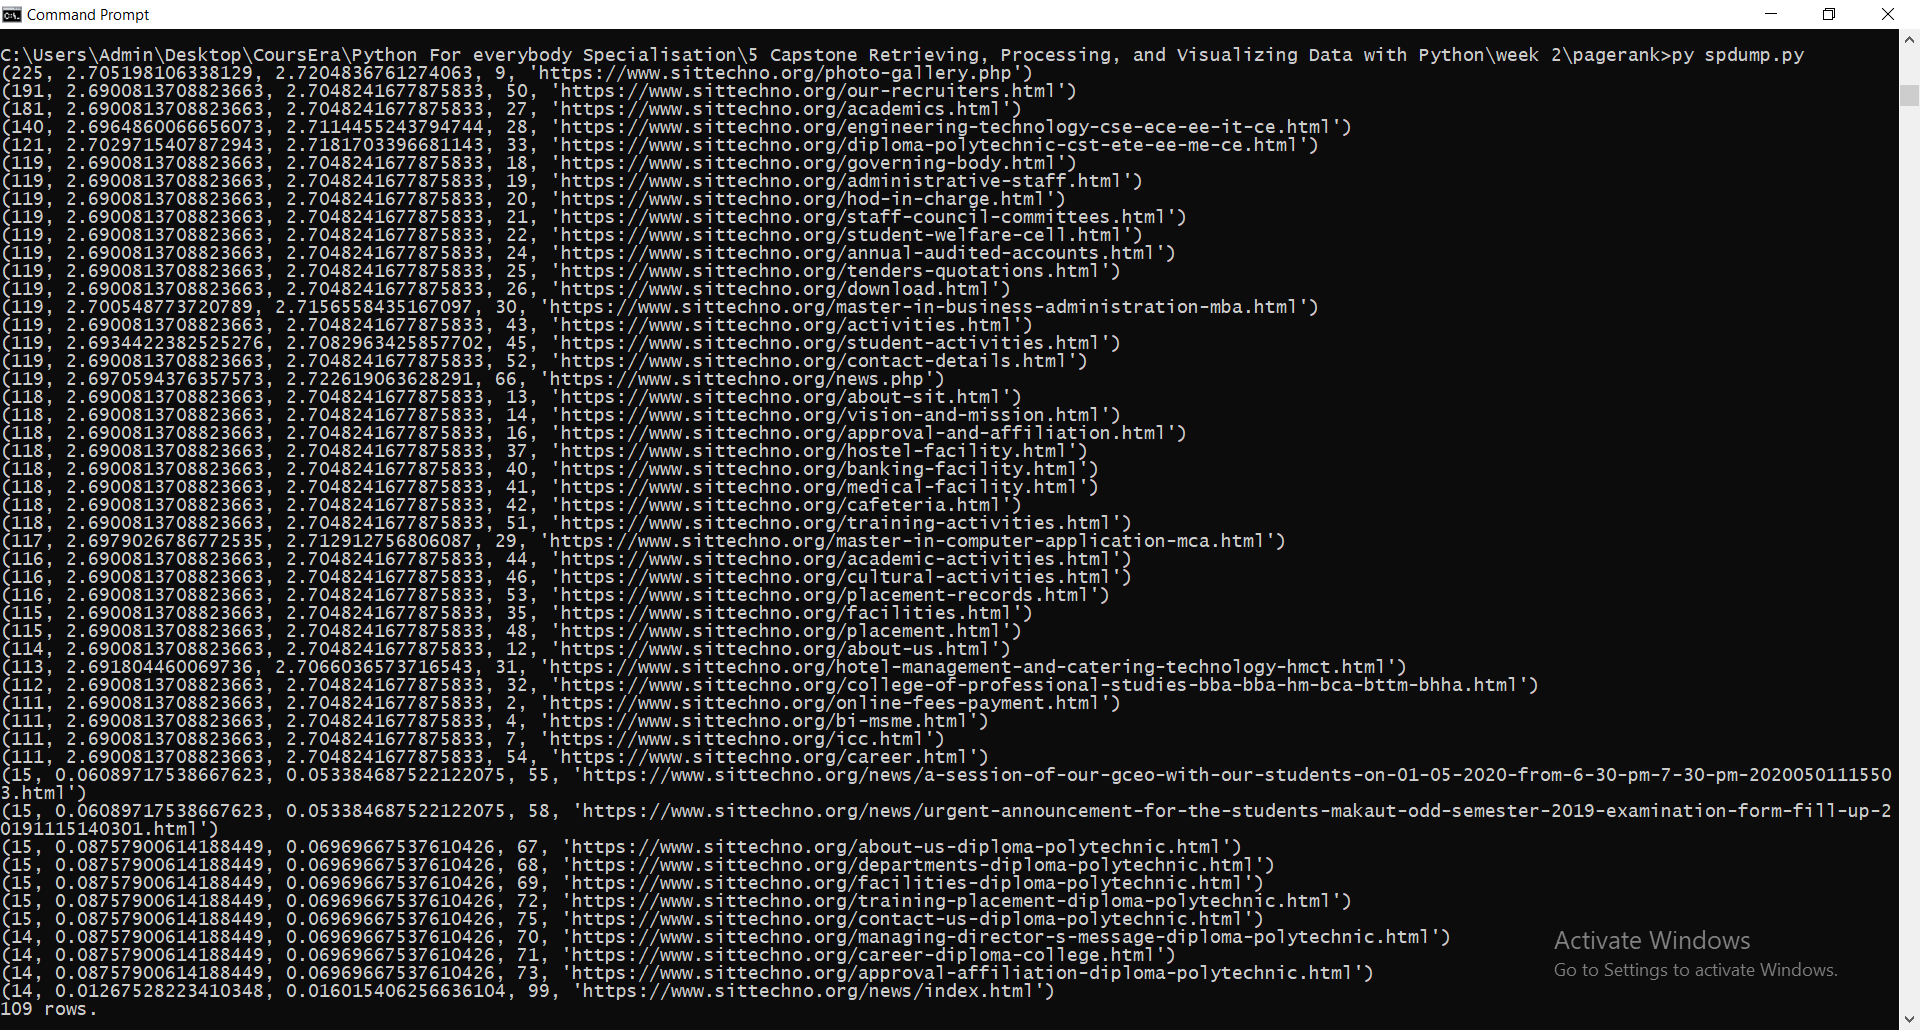 Command Prompt
C:\Users\Admin\Desktop\CoursEra\Python For everybody Specialisation\5 Capstone Retrieving, Processing, and Visualizing Data with Python\week 2\pagerank>py spdump.py
(225, 2.705198106338129, 2.7204836761274063, 9, 'https://www.sittechno.org/photo-gallery.php')
(191, 2.6900813708823663, 2.7048241677875833, 50, 'https://www.sittechno.org/our-recruiters.html')
(181, 2.6900813708823663, 2.7048241677875833, 27, 'https://www.sittechno.org/academics.html')
(140, 2.6964860066656073, 2.7114455243794744, 28, 'https://www.sittechno.org/engineering-technology-cse-ece-ee-it-ce.html')
(121, 2.7029715407872943, 2.7181703396681143, 33, 'https://www.sittechno.org/diploma-polytechnic-cst-ete-ee-me-ce.html')
(119, 2.6900813708823663, 2.7048241677875833, 18, 'https://www.sittechno.org/governing-body.html')
(119, 2.6900813708823663, 2.7048241677875833, 19, 'https://www.sittechno.org/administrative-staff.html')
(119, 2.6900813708823663, 2.7048241677875833, 20, 'https://www.sittechno.org/hod-in-charge.html')
(119, 2.6900813708823663, 2.7048241677875833, 21, 'https://www.sittechno.org/staff-council-committees.html')
(119, 2.6900813708823663, 2.7048241677875833, 22, 'https://www.sittechno.org/student-welfare-cell.html')
(119, 2.6900813708823663, 2.7048241677875833, 24, 'https://www.sittechno.org/annual-audited-accounts.html')
(119, 2.6900813708823663, 2.7048241677875833, 25, 'https://www.sittechno.org/tenders-quotations.html')
(119, 2.6900813708823663, 2.7048241677875833, 26, 'https://www.sittechno.org/download.html')
(119, 2.700548773720789, 2.7156558435167097, 30, 'https://www.sittechno.org/master-in-business-administration-mba.html')
(119, 2.6900813708823663, 2.7048241677875833, 43, 'https://www.sittechno.org/activities.html')
(119, 2.6934422382525276, 2.7082963425857702, 45, 'https://www.sittechno.org/student-activities.html')
(119, 2.6900813708823663, 2.7048241677875833, 52, 'https://www.sittechno.org/contact-details.html')
(119, 2.6970594376357573, 2.722619063628291, 66, 'https://www.sittechno.org/news.php')
(118, 2.6900813708823663, 2.7048241677875833, 13, 'https://www.sittechno.org/about-sit.html')
(118, 2.6900813708823663, 2.7048241677875833, 14, 'https://www.sittechno.org/vision-and-mission.html')
(118, 2.6900813708823663, 2.7048241677875833, 16, 'https://www.sittechno.org/approval-and-affiliation.html')
(118, 2.6900813708823663, 2.7048241677875833, 37, 'https://www.sittechno.org/hostel-facility.html')
(118, 2.6900813708823663, 2.7048241677875833, 40, 'https://www.sittechno.org/banking-facility.html')
(118, 2.6900813708823663, 2.7048241677875833, 41, 'https://www.sittechno.org/medical-facility.html')
(118, 2.6900813708823663, 2.7048241677875833, 42, 'https://www.sittechno.org/cafeteria.html')
(118, 2.6900813708823663, 2.7048241677875833, 51, 'https://www.sittechno.org/training-activities.html')
(117, 2.6979026786772535, 2.712912756806087, 29, 'https://www.sittechno.org/master-in-computer-application-mca.html')
(116, 2.6900813708823663, 2.7048241677875833, 44, 'https://www.sittechno.org/academic-activities.html')
(116, 2.6900813708823663, 2.7048241677875833, 46, 'https://www.sittechno.org/cultural-activities.html')
(116, 2.6900813708823663, 2.7048241677875833, 53, 'https://www.sittechno.org/placement-records.html')
(115, 2.6900813708823663, 2.7048241677875833, 35, 'https://www.sittechno.org/facilities.html')
(115, 2.6900813708823663, 2.7048241677875833, 48, 'https://www.sittechno.org/placement.html')
(114, 2.6900813708823663, 2.7048241677875833, 12, 'https://www.sittechno.org/about-us.html')
(113, 2.691804460069736, 2.7066036573716543, 31, 'https://www.sittechno.org/hotel-management-and-catering-technology-hmct.html')
(112, 2.6900813708823663, 2.7048241677875833, 32, 'https://www.sittechno.org/college-of-professional-studies-bba-bba-hm-bca-bttm-bhha.html')
(111, 2.6900813708823663, 2.7048241677875833, 2, 'https://www.sittechno.org/online-fees-payment.html')
(111, 2.6900813708823663, 2.7048241677875833, 4, 'https://www.sittechno.org/bi-msme.html')
(111, 2.6900813708823663, 2.7048241677875833, 7, 'https://www.sittechno.org/icc.html')
(111, 2.6900813708823663, 2.7048241677875833, 54, 'https://www.sittechno.org/career.html')
(15, 0.06089717538667623, 0.053384687522122075, 55, 'https://www.sittechno.org/news/a-session-of-our-gceo-with-our-students-on-01-05-2020-from-6-30-pm-7-30-pm-2020050111550
3.html')
(15, 0.06089717538667623, 0.053384687522122075, 58, 'https://www.sittechno.org/news/urgent-announcement-for-the-students-makaut-odd-semester-2019-examination-form-fill-up-2
0191115140301.html')
(15, 0.08757900614188449, 0.06969667537610426, 67, 'https://www.sittechno.org/about-us-diploma-polytechnic.html')
(15, 0.08757900614188449, 0.06969667537610426, 68, 'https://www.sittechno.org/departments-diploma-polytechnic.html')
(15, 0.08757900614188449, 0.06969667537610426, 69, 'https://www.sittechno.org/facilities-diploma-polytechnic.html')
(15, 0.08757900614188449, 0.06969667537610426, 72, 'https://www.sittechno.org/training-placement-diploma-polytechnic.html')
(15, 0.08757900614188449, 0.06969667537610426, 75, 'https://www.sittechno.org/contact-us-diploma-polytechnic.html')
(14, 0.08757900614188449, 0.06969667537610426, 70, 'https://www.sittechno.org/managing-director-s-message-diploma-polytechnic.html')
(14, 0.08757900614188449, 0.06969667537610426, 71, 'https://www.sittechno.org/career-diploma-college.html')
(14, 0.08757900614188449, 0.06969667537610426, 73, 'https://www.sittechno.org/approval-affiliation-diploma-polytechnic.html')
(14, 0.01267528223410348, 0.016015406256636104, 99, 'https://www.sittechno.org/news/index.html')
109 rows.
Activate Windows
Go to Settings to activate Windows.